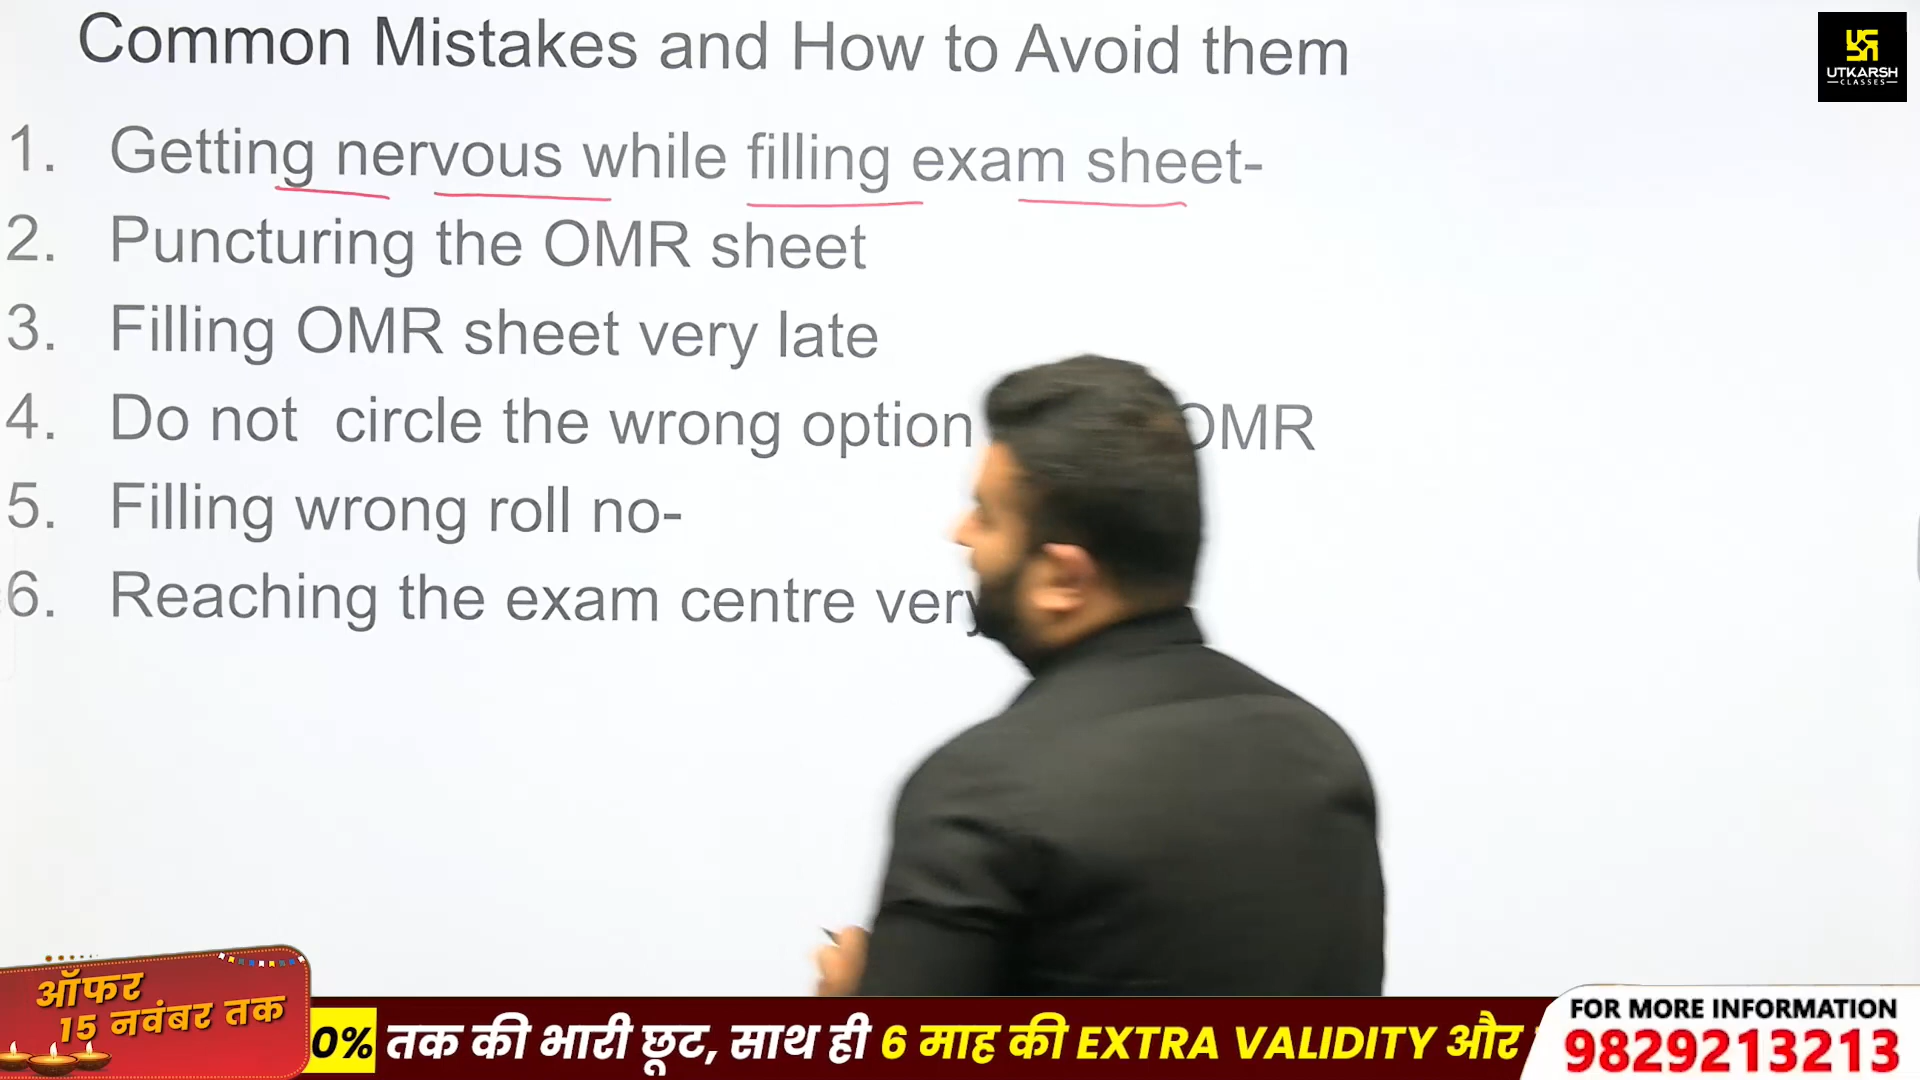 Common Mistakes and How to Avoid them
UTKARSH
CLASSES
1. Getting nervous while filling exam sheet-
2. Puncturing the OMR sheet
3. Filling OMR sheet very late
4. Do not circle the wrong option OMR
5. Filling wrong roll no-
6. Reaching the exam centre very
ऑफर
15 नवंबर तक
0% तक की भारी छूट, साथ ही 6 माह की EXTRA VALIDITY और
FOR MORE INFORMATION
9829213213